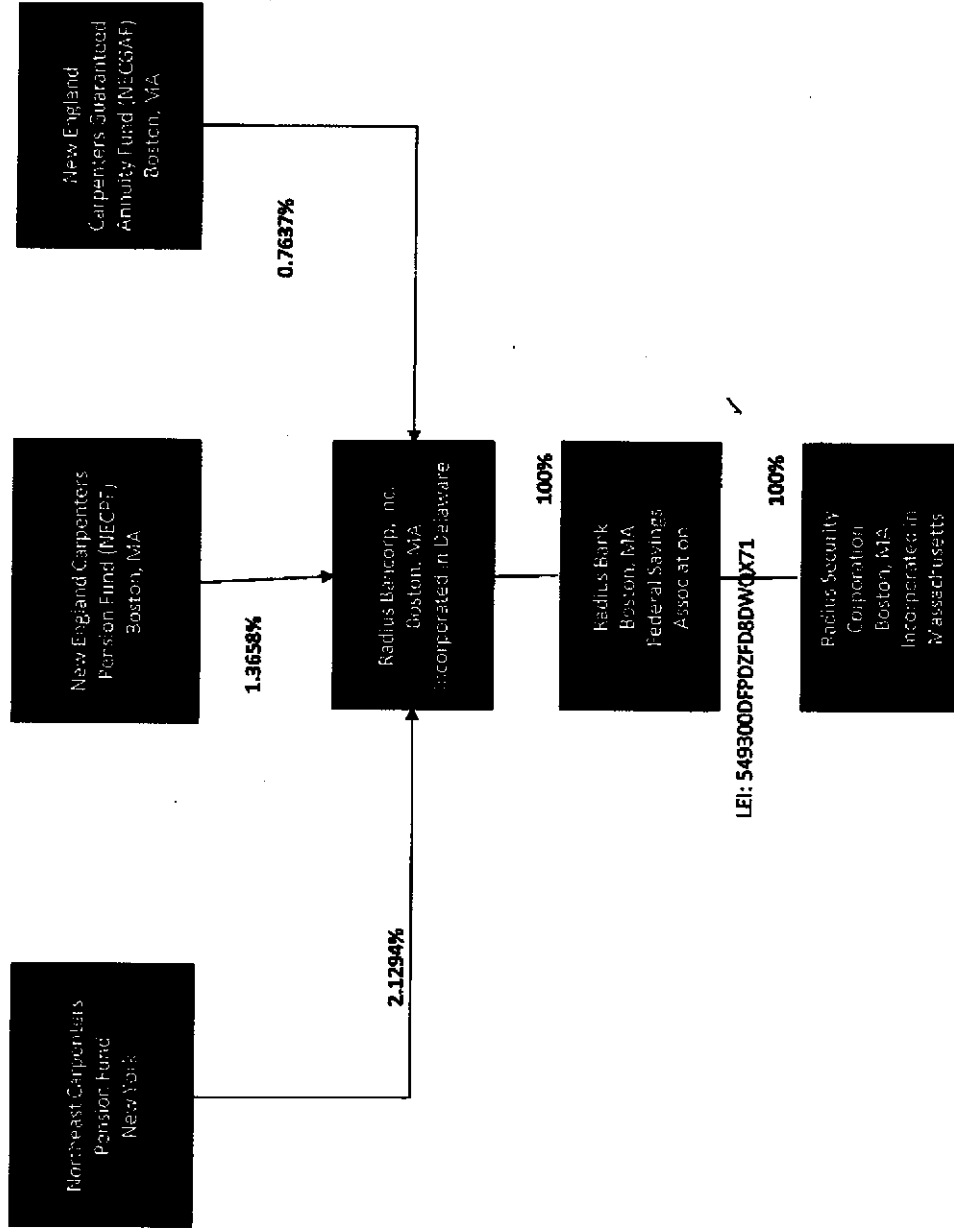 Northeast Carpenters
Pension Fund
New York
New England Carpenters
Pension Fund (NECPF)
Boston, MA
New England
Carpenters Guaranteed
Annuity Fund (NECGAF)
Boston, MA
2.1294%
1.3658%
0.7637%
Radius Bancorp, Inc.
Boston, MA
Incorporated in Delaware
100%
Radius Bank
Boston, MA
Federal Savings
Association
LEI: 549300DFPDZFD8DWOX71
100%
Radius Security
Corporation
Boston, MA
Incorporated in
Massachusetts